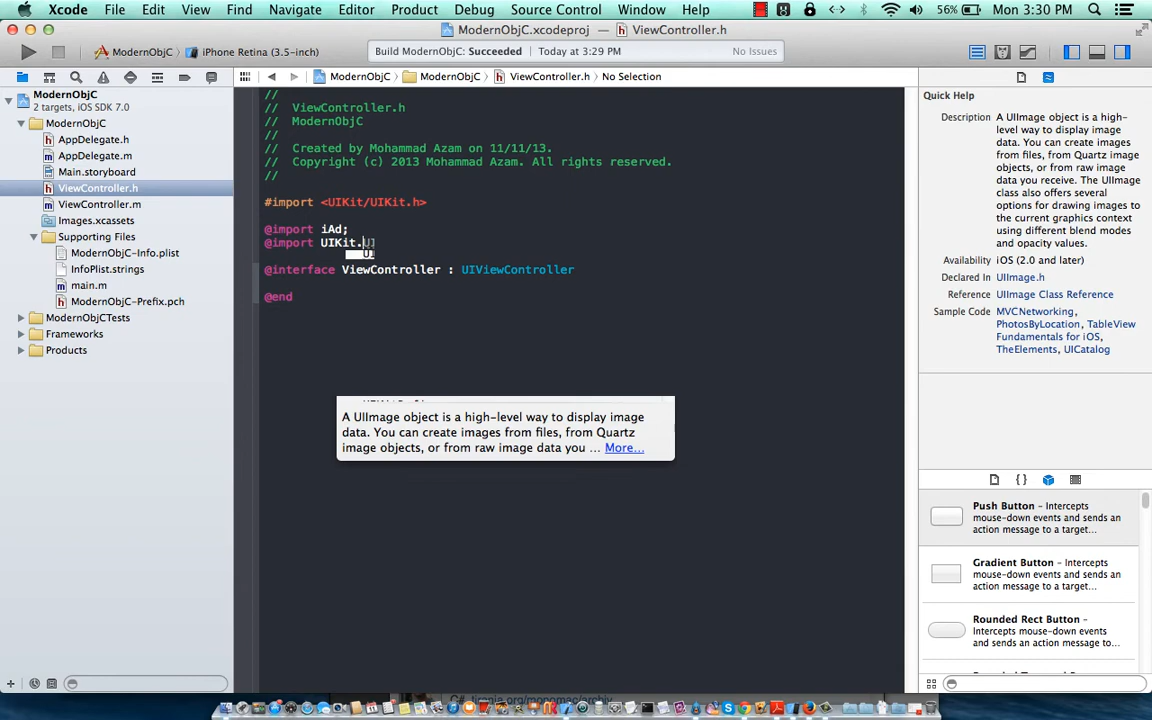 Xcode File Edit View Find Navigate Editor Product Debug Source Control Window Help 56% Mon 3:30 PM
ModernObjC.xcodeproj — ViewController.h
ModernObjC iPhone Retina (3.5-inch) Build ModernObjC: Succeeded Today at 3:29 PM No Issues
ModernObjC ModernObjC ViewController.h No Selection
ModernObjC
2 targets, iOS SDK 7.0
ModernObjC
AppDelegate.h
AppDelegate.m
Main.storyboard
ViewController.h
ViewController.m
Images.xcassets
Supporting Files
ModernObjC-Info.plist
InfoPlist.strings
main.m
ModernObjC-Prefix.pch
ModernObjCTests
Frameworks
Products
//
// ViewController.h
// ModernObjC
//
// Created by Mohammad Azam on 11/11/13.
// Copyright (c) 2013 Mohammad Azam. All rights reserved.
//
#import <UIKit/UIKit.h>
@import iAd;
@import UIKit.UI
UI
@interface ViewController : UIViewController
@end
A UIImage object is a high-level way to display image
data. You can create images from files, from Quartz
image objects, or from raw image data you ... More...
Quick Help
Description A UIImage object is a high-
level way to display image
data. You can create images
from files, from Quartz image
objects, or from raw image
data you receive. The UIImage
class also offers several
options for drawing images to
the current graphics context
using different blend modes
and opacity values.
Availability iOS (2.0 and later)
Declared In UIImage.h
Reference UIImage Class Reference
Sample Code MVCNetworking,
PhotosByLocation, TableView
Fundamentals for iOS,
TheElements, UICatalog
Push Button - Intercepts
mouse-down events and sends an
action message to a target...
Gradient Button - Intercepts
mouse-down events and sends an
action message to a target...
Rounded Rect Button -
Intercepts mouse-down events
and sends an action message to...